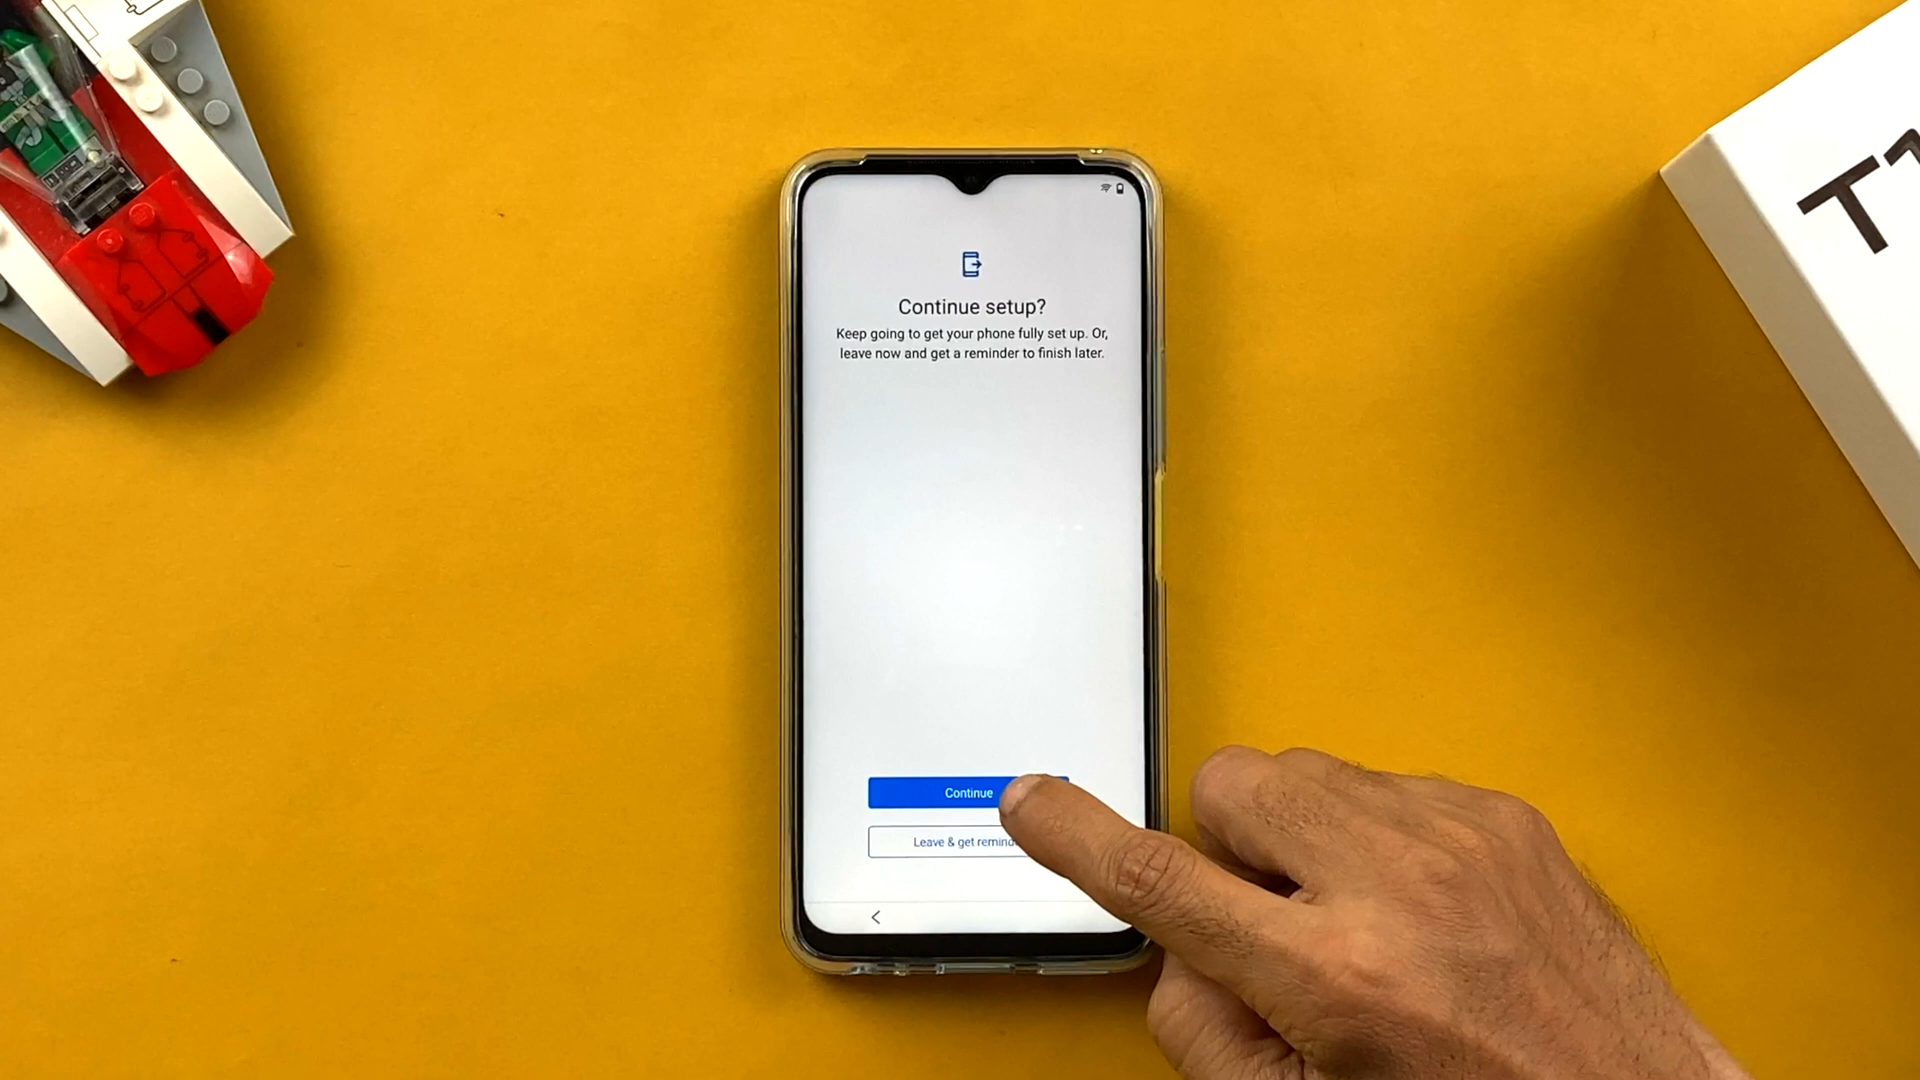 Continue setup?
Keep going to get your phone fully set up. Or,
leave now and get a reminder to finish later.
Continue
Leave & get
T1